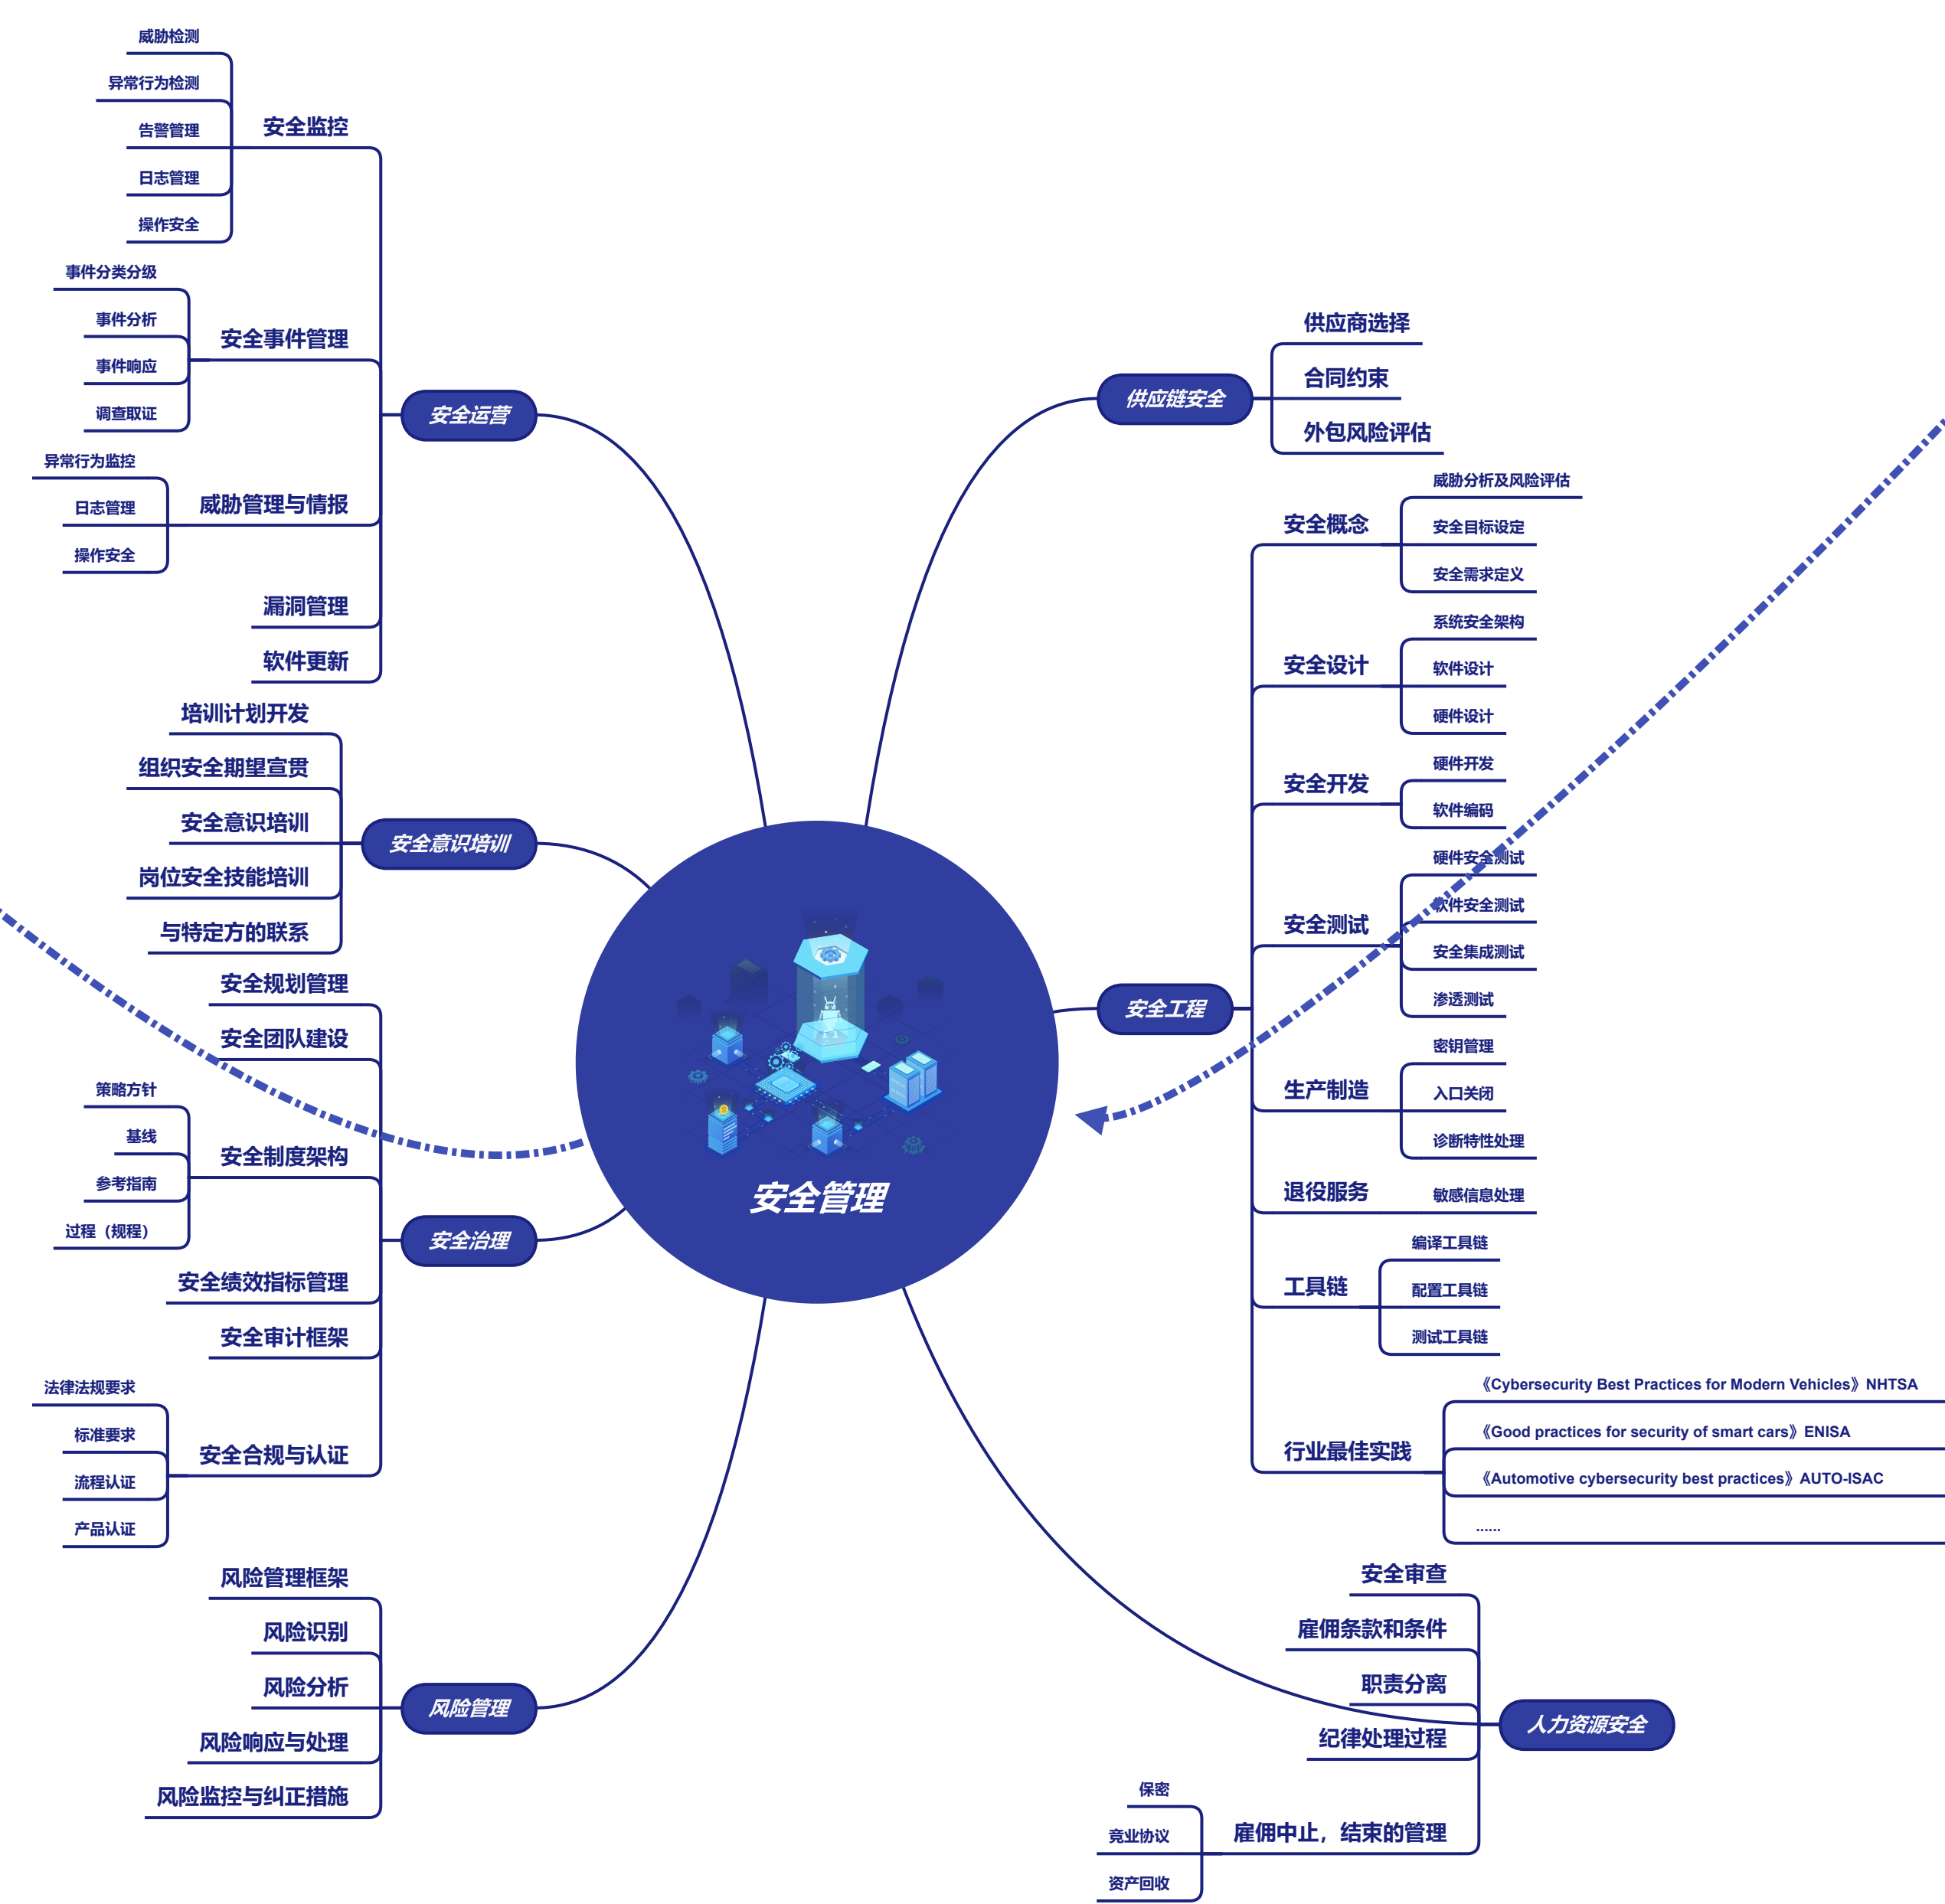 安全管理
安全运营
安全监控
威胁检测
异常行为检测
告警管理
日志管理
操作安全
安全事件管理
事件分类分级
事件分析
事件响应
调查取证
威胁管理与情报
异常行为监控
日志管理
操作安全
漏洞管理
软件更新
安全意识培训
培训计划开发
组织安全期望宣贯
安全意识培训
岗位安全技能培训
与特定方的联系
安全治理
安全规划管理
安全团队建设
安全制度架构
策略方针
基线
参考指南
过程（规程）
安全绩效指标管理
安全审计框架
安全合规与认证
法律法规要求
标准要求
流程认证
产品认证
风险管理
风险管理框架
风险识别
风险分析
风险响应与处理
风险监控与纠正措施
供应链安全
供应商选择
合同约束
外包风险评估
安全工程
安全概念
威胁分析及风险评估
安全目标设定
安全需求定义
安全设计
系统安全架构
软件设计
硬件设计
安全开发
硬件开发
软件编码
安全测试
硬件安全测试
软件安全测试
安全集成测试
渗透测试
生产制造
密钥管理
入口关闭
诊断特性处理
退役服务
敏感信息处理
工具链
编译工具链
配置工具链
测试工具链
行业最佳实践
《Cybersecurity Best Practices for Modern Vehicles》NHTSA
《Good practices for security of smart cars》ENISA
《Automotive cybersecurity best practices》AUTO-ISAC
......
人力资源安全
安全审查
雇佣条款和条件
职责分离
纪律处理过程
雇佣中止，结束的管理
保密
竞业协议
资产回收